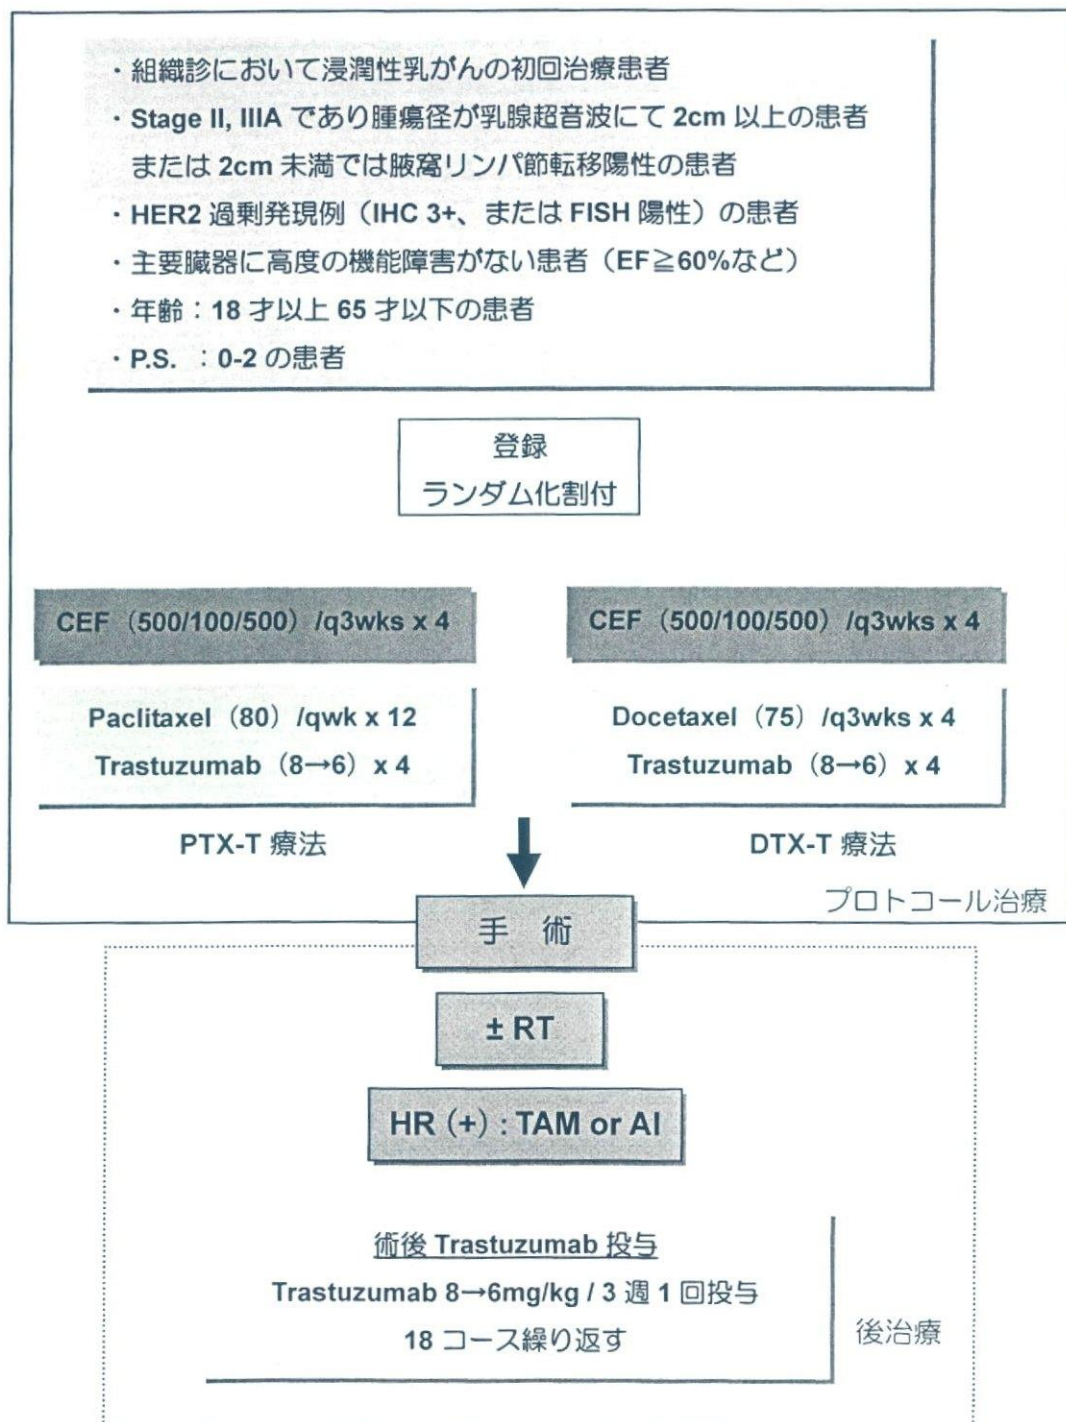 ・組織診において浸潤性乳がんの初回治療患者
・Stage II, IIIA であり腫瘍径が乳腺超音波にて 2cm 以上の患者
または 2cm 未満では腋窩リンパ節転移陽性の患者
・HER2 過剰発現例（IHC 3+、または FISH 陽性）の患者
・主要臓器に高度の機能障害がない患者（EF≧60%など）
・年齢：18 才以上 65 才以下の患者
・P.S. ：0-2 の患者
登録
ランダム化割付
CEF（500/100/500）/q3wks x 4
CEF（500/100/500）/q3wks x 4
Paclitaxel（80）/qwk x 12
Trastuzumab（8→6）x 4
Docetaxel（75）/q3wks x 4
Trastuzumab（8→6）x 4
PTX-T 療法
DTX-T 療法
プロトコール治療
手 術
± RT
HR (+) : TAM or AI
術後 Trastuzumab 投与
Trastuzumab 8→6mg/kg / 3 週 1 回投与
18 コース繰り返す
後治療